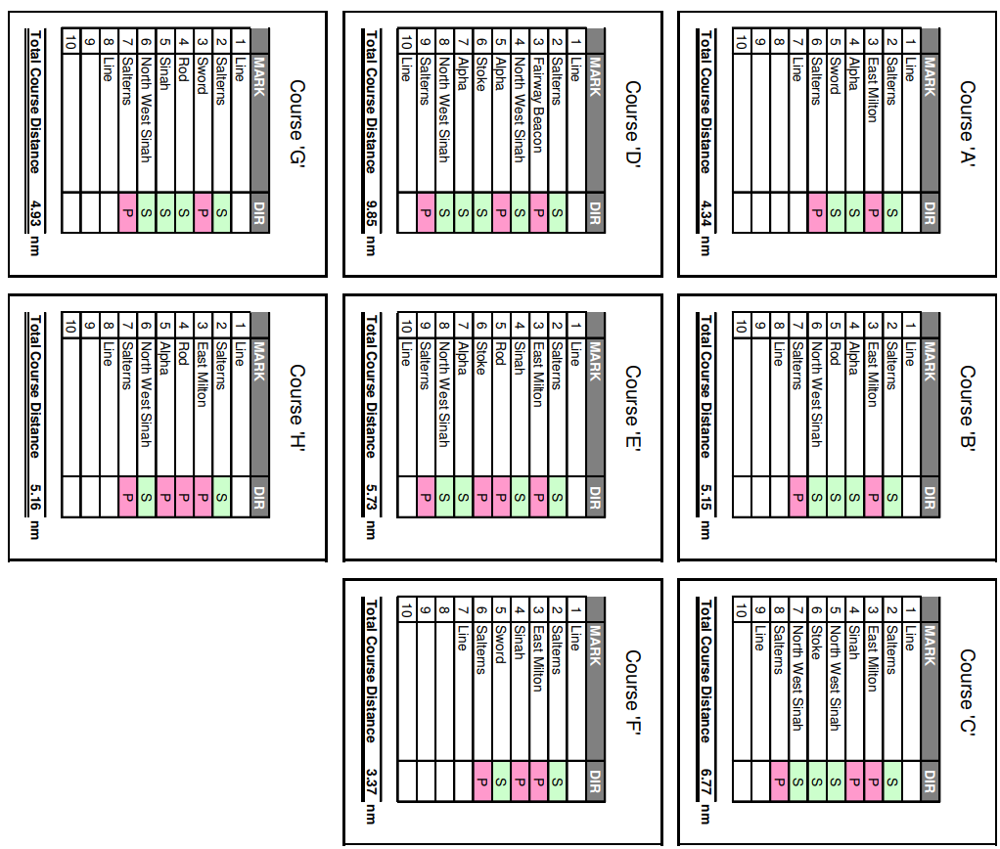 Course 'A'
MARK DIR
1 Line
2 Salterns S
3 East Milton P
4 Alpha S
5 Sword S
6 Salterns P
7 Line
8
9
10
Total Course Distance 4.34 nm
Course 'B'
MARK DIR
1 Line
2 Salterns S
3 East Milton P
4 Alpha S
5 Rod S
6 North West Sinah S
7 Salterns P
8 Line
9
10
Total Course Distance 5.15 nm
Course 'C'
MARK DIR
1 Line
2 Salterns S
3 East Milton P
4 Sinah P
5 North West Sinah S
6 Stoke S
7 North West Sinah S
8 Salterns P
9 Line
10
Total Course Distance 6.77 nm
Course 'D'
MARK DIR
1 Line
2 Salterns S
3 Fairway Beacon P
4 North West Sinah S
5 Alpha P
6 Stoke S
7 Alpha S
8 North West Sinah S
9 Salterns P
10 Line
Total Course Distance 9.85 nm
Course 'E'
MARK DIR
1 Line
2 Salterns S
3 East Milton P
4 Sinah S
5 Rod P
6 Stoke P
7 Alpha S
8 North West Sinah S
9 Salterns P
10 Line
Total Course Distance 5.73 nm
Course 'F'
MARK DIR
1 Line
2 Salterns S
3 East Milton P
4 Sinah P
5 Sword S
6 Salterns P
7 Line
8
9
10
Total Course Distance 3.37 nm
Course 'G'
MARK DIR
1 Line
2 Salterns S
3 Sword P
4 Rod S
5 Sinah S
6 North West Sinah S
7 Salterns P
8 Line
9
10
Total Course Distance 4.93 nm
Course 'H'
MARK DIR
1 Line
2 Salterns S
3 East Milton P
4 Rod P
5 Alpha P
6 North West Sinah S
7 Salterns P
8 Line
9
10
Total Course Distance 5.16 nm